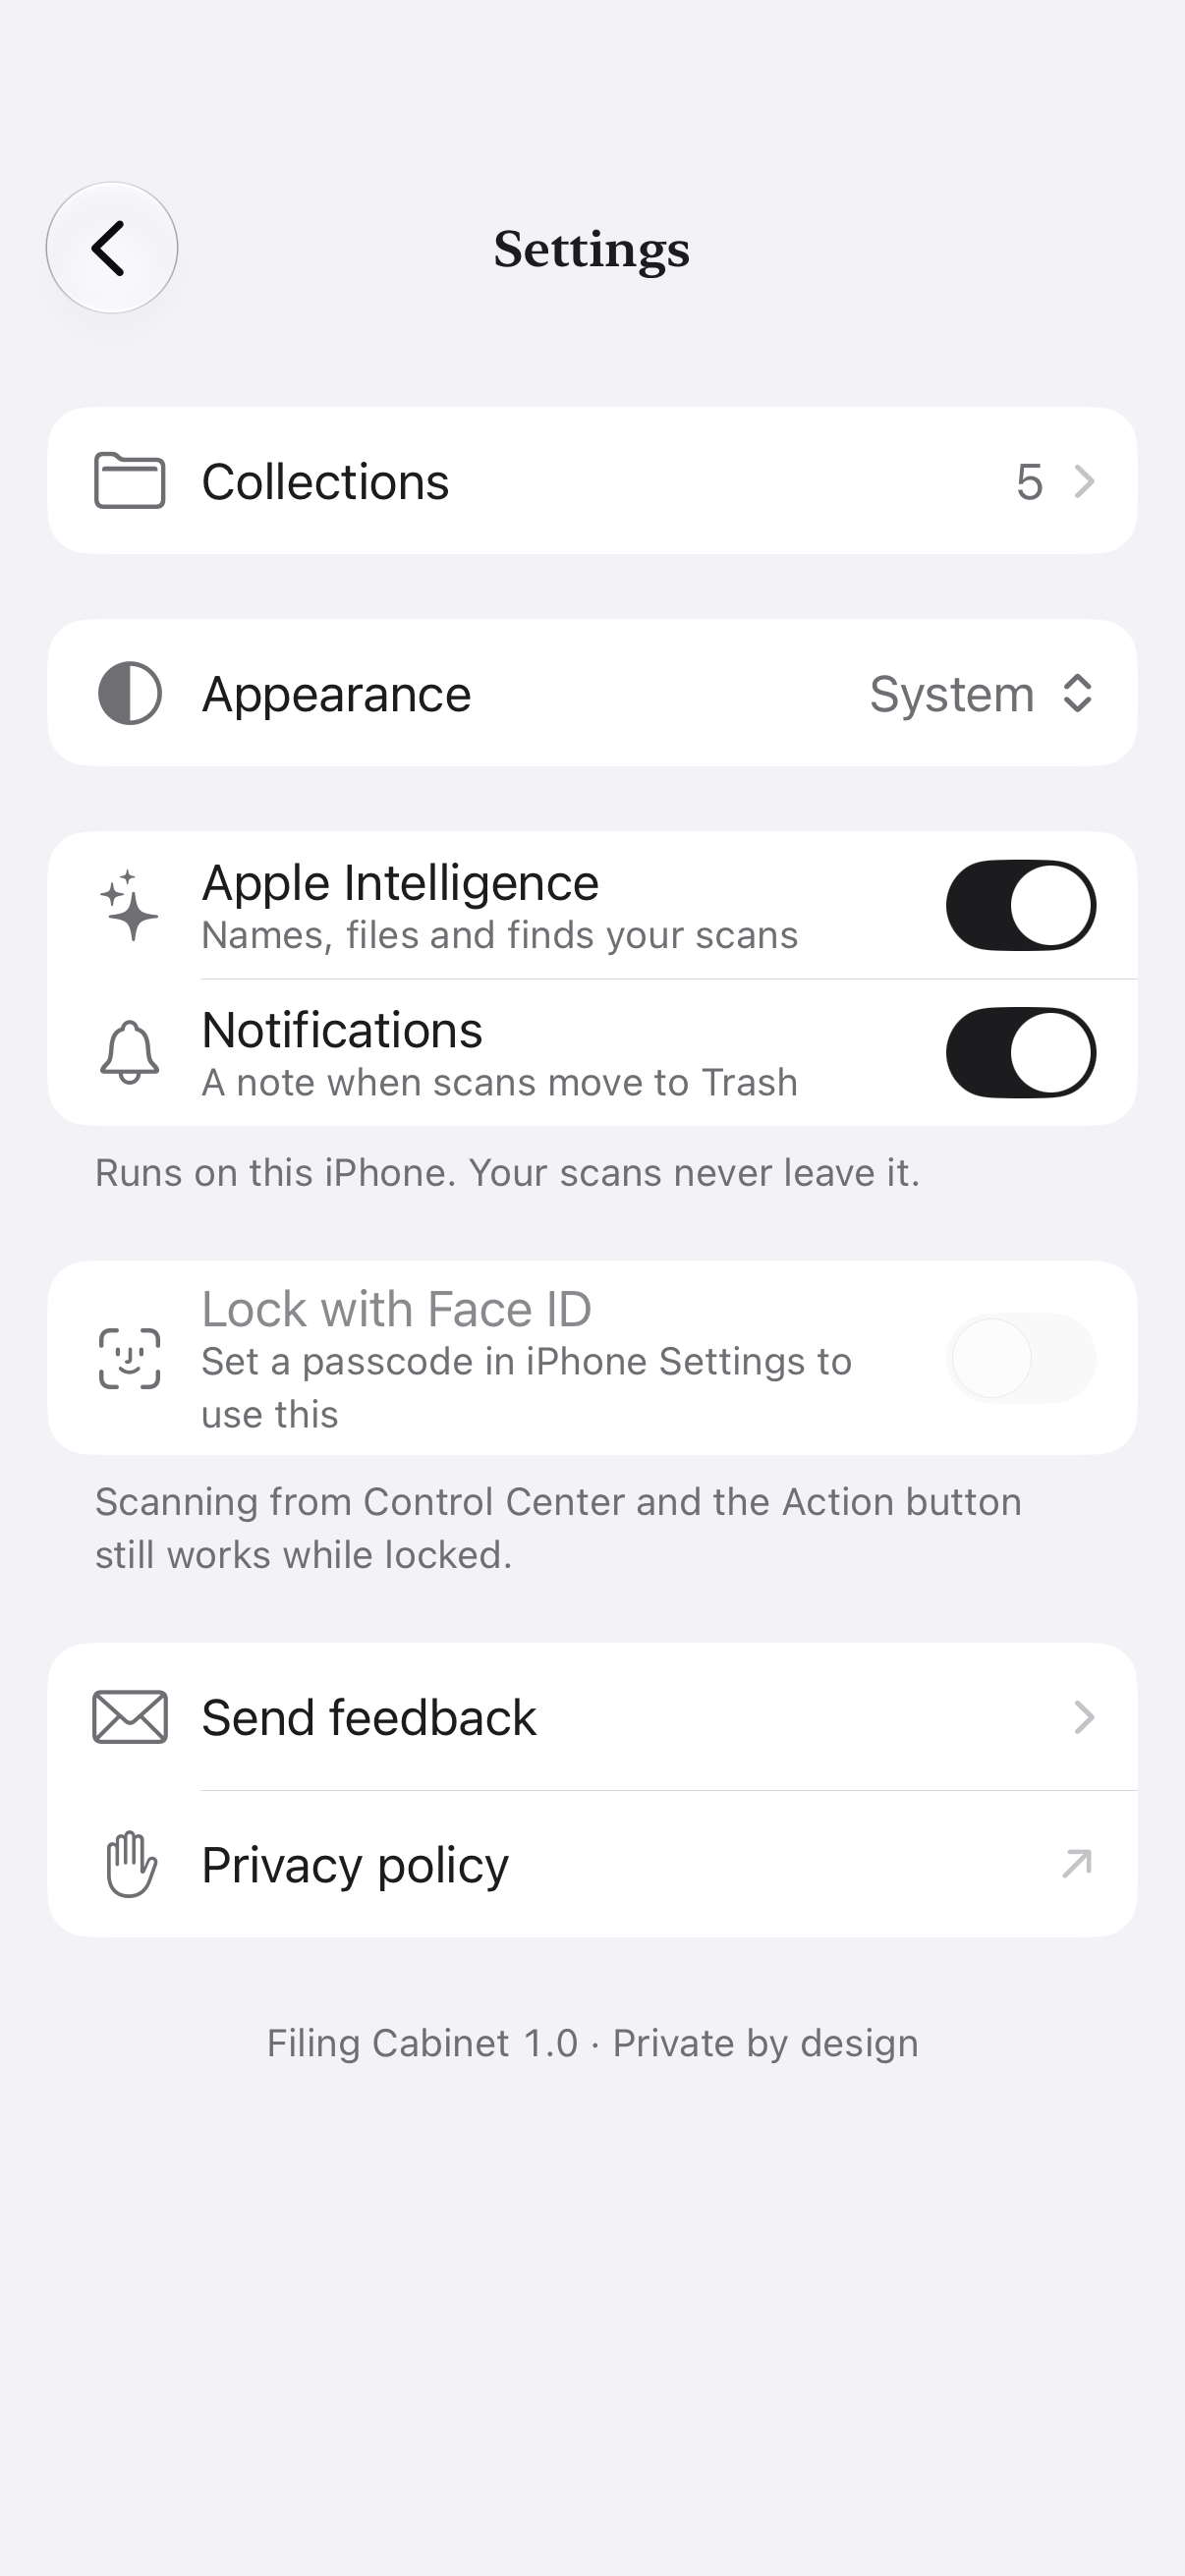 Settings
Collections 5
Appearance System
Apple Intelligence
Names, files and finds your scans
Notifications
A note when scans move to Trash
Runs on this iPhone. Your scans never leave it.
Lock with Face ID
Set a passcode in iPhone Settings to
use this
Scanning from Control Center and the Action button
still works while locked.
Send feedback
Privacy policy
Filing Cabinet 1.0 · Private by design